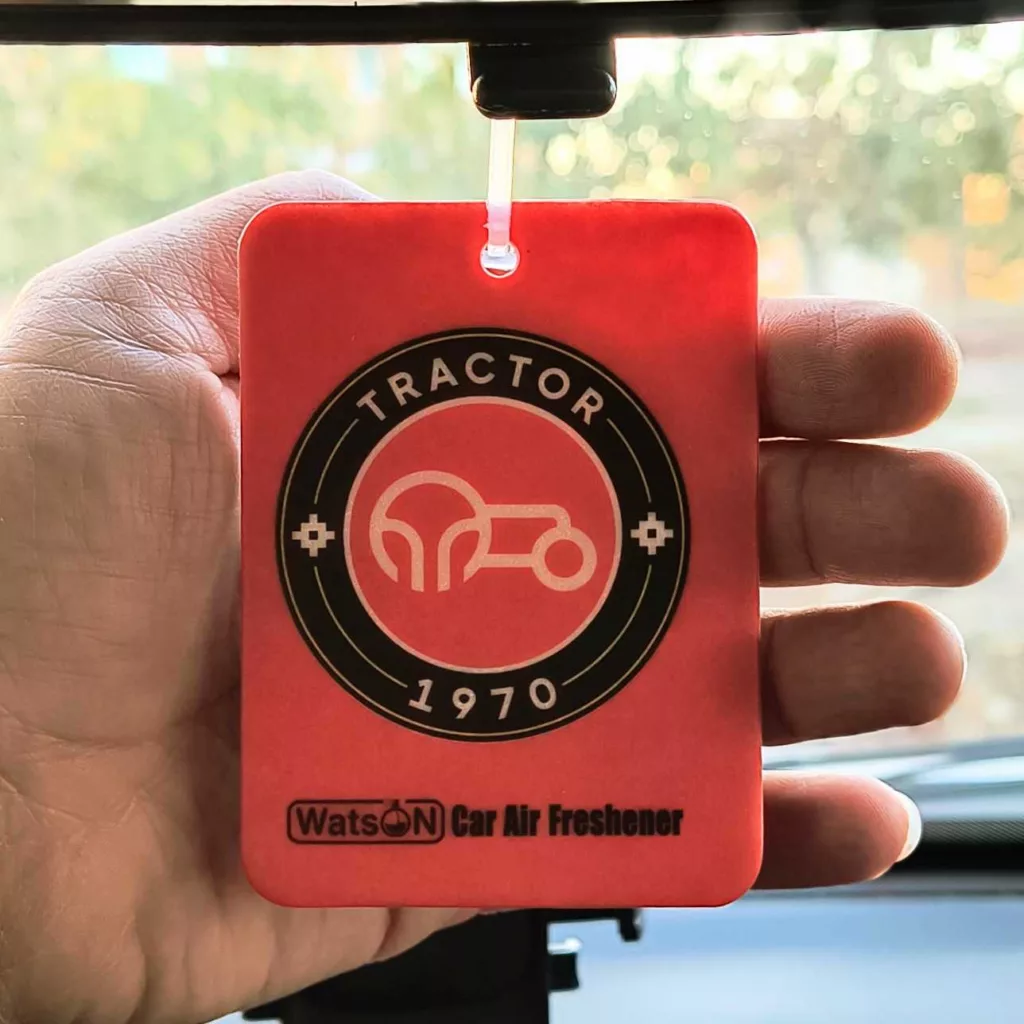 TRACTOR
1970
WatsON Car Air Freshener